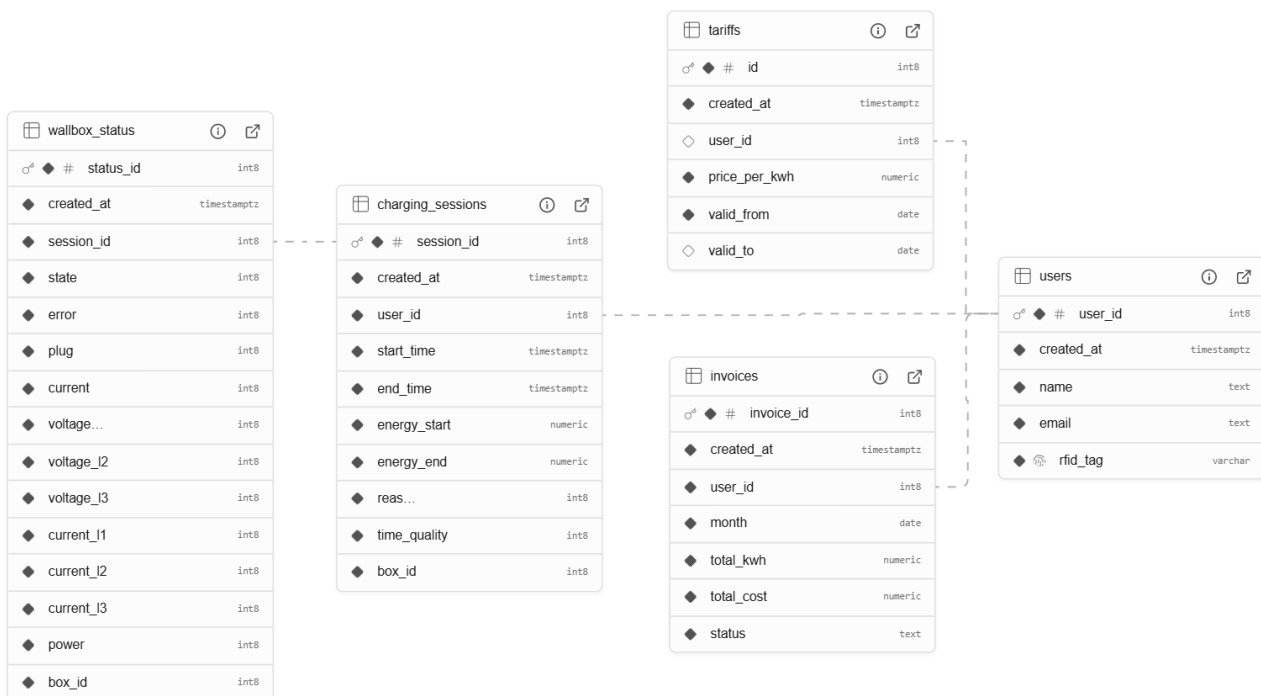 wallbox_status
# status_id int8
created_at timestamptz
session_id int8
state int8
error int8
plug int8
current int8
voltage... int8
voltage_l2 int8
voltage_l3 int8
current_l1 int8
current_l2 int8
current_l3 int8
power int8
box_id int8
charging_sessions
# session_id int8
created_at timestamptz
user_id int8
start_time timestamptz
end_time timestamptz
energy_start numeric
energy_end numeric
reas... int8
time_quality int8
box_id int8
tariffs
# id int8
created_at timestamptz
user_id int8
price_per_kwh numeric
valid_from date
valid_to date
invoices
# invoice_id int8
created_at timestamptz
user_id int8
month date
total_kwh numeric
total_cost numeric
status text
users
# user_id int8
created_at timestamptz
name text
email text
rfid_tag varchar